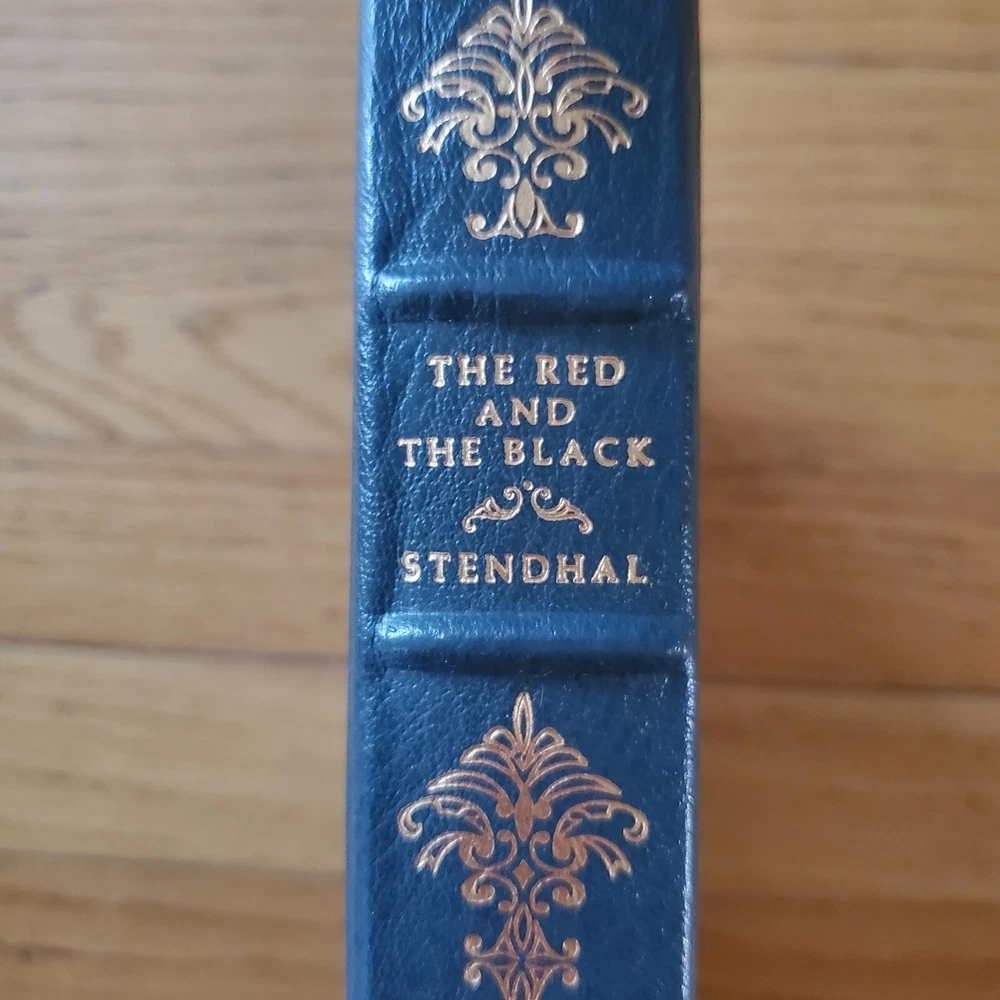 THE RED
AND
THE BLACK
STENDHAL